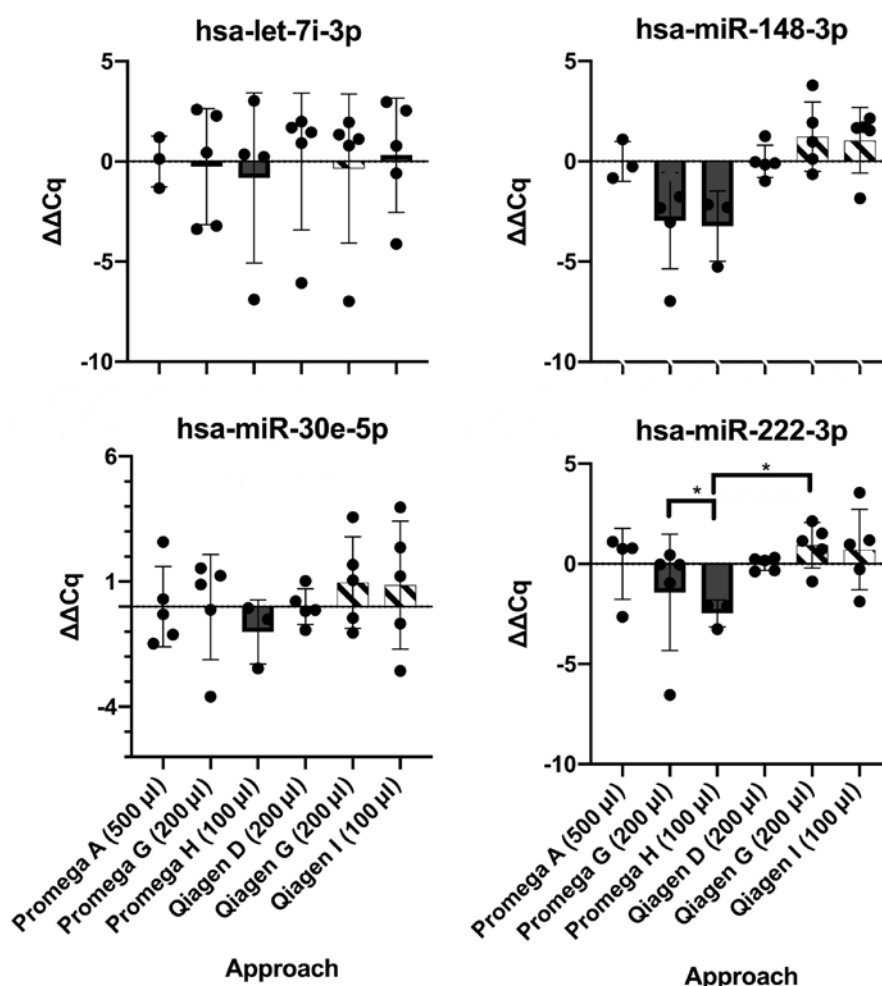 hsa-let-7i-3p
5
0
-5
-10
ΔΔCq
hsa-miR-148-3p
5
0
-5
-10
ΔΔCq
hsa-miR-30e-5p
6
1
-4
ΔΔCq
Promega A (500 µl)
Promega G (200 µl)
Promega H (100 µl)
Qiagen D (200 µl)
Qiagen G (200 µl)
Qiagen I (100 µl)
Approach
hsa-miR-222-3p
5
0
-5
-10
ΔΔCq
*
*
Promega A (500 µl)
Promega G (200 µl)
Promega H (100 µl)
Qiagen D (200 µl)
Qiagen G (200 µl)
Qiagen I (100 µl)
Approach